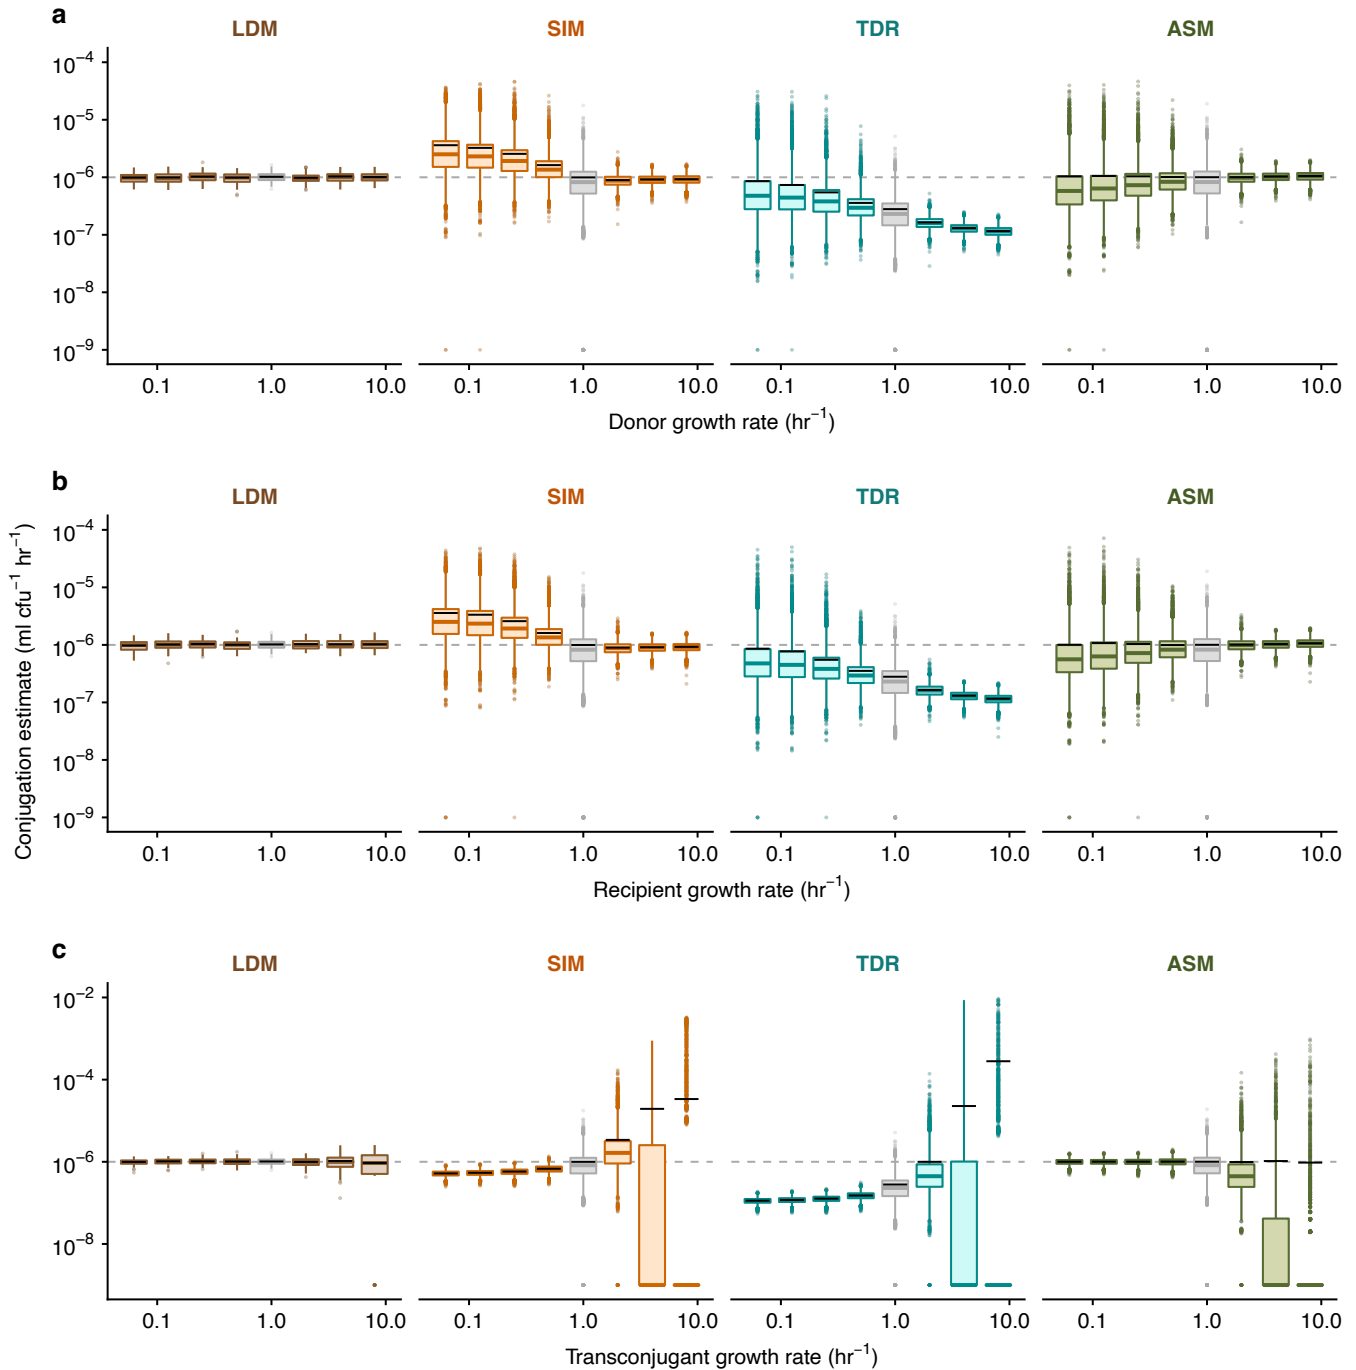 a
LDM SIM TDR ASM
10⁻⁴
10⁻⁵
10⁻⁶
10⁻⁷
10⁻⁸
10⁻⁹
0.1 1.0 10.0 0.1 1.0 10.0 0.1 1.0 10.0 0.1 1.0 10.0
Donor growth rate (hr⁻¹)
b
LDM SIM TDR ASM
Conjugation estimate (ml cfu⁻¹ hr⁻¹)
10⁻⁴
10⁻⁵
10⁻⁶
10⁻⁷
10⁻⁸
10⁻⁹
0.1 1.0 10.0 0.1 1.0 10.0 0.1 1.0 10.0 0.1 1.0 10.0
Recipient growth rate (hr⁻¹)
c
LDM SIM TDR ASM
10⁻²
10⁻⁴
10⁻⁶
10⁻⁸
0.1 1.0 10.0 0.1 1.0 10.0 0.1 1.0 10.0 0.1 1.0 10.0
Transconjugant growth rate (hr⁻¹)